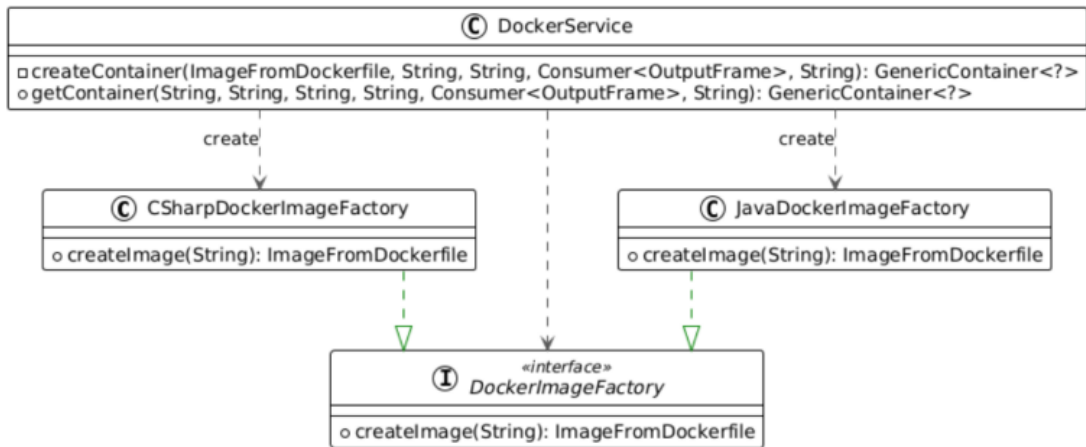 C DockerService
createContainer(ImageFromDockerfile, String, String, Consumer<OutputFrame>, String): GenericContainer<?>
getContainer(String, String, String, String, Consumer<OutputFrame>, String): GenericContainer<?>
create
create
C CSharpDockerImageFactory
createImage(String): ImageFromDockerfile
C JavaDockerImageFactory
createImage(String): ImageFromDockerfile
«interface»
I DockerImageFactory
createImage(String): ImageFromDockerfile